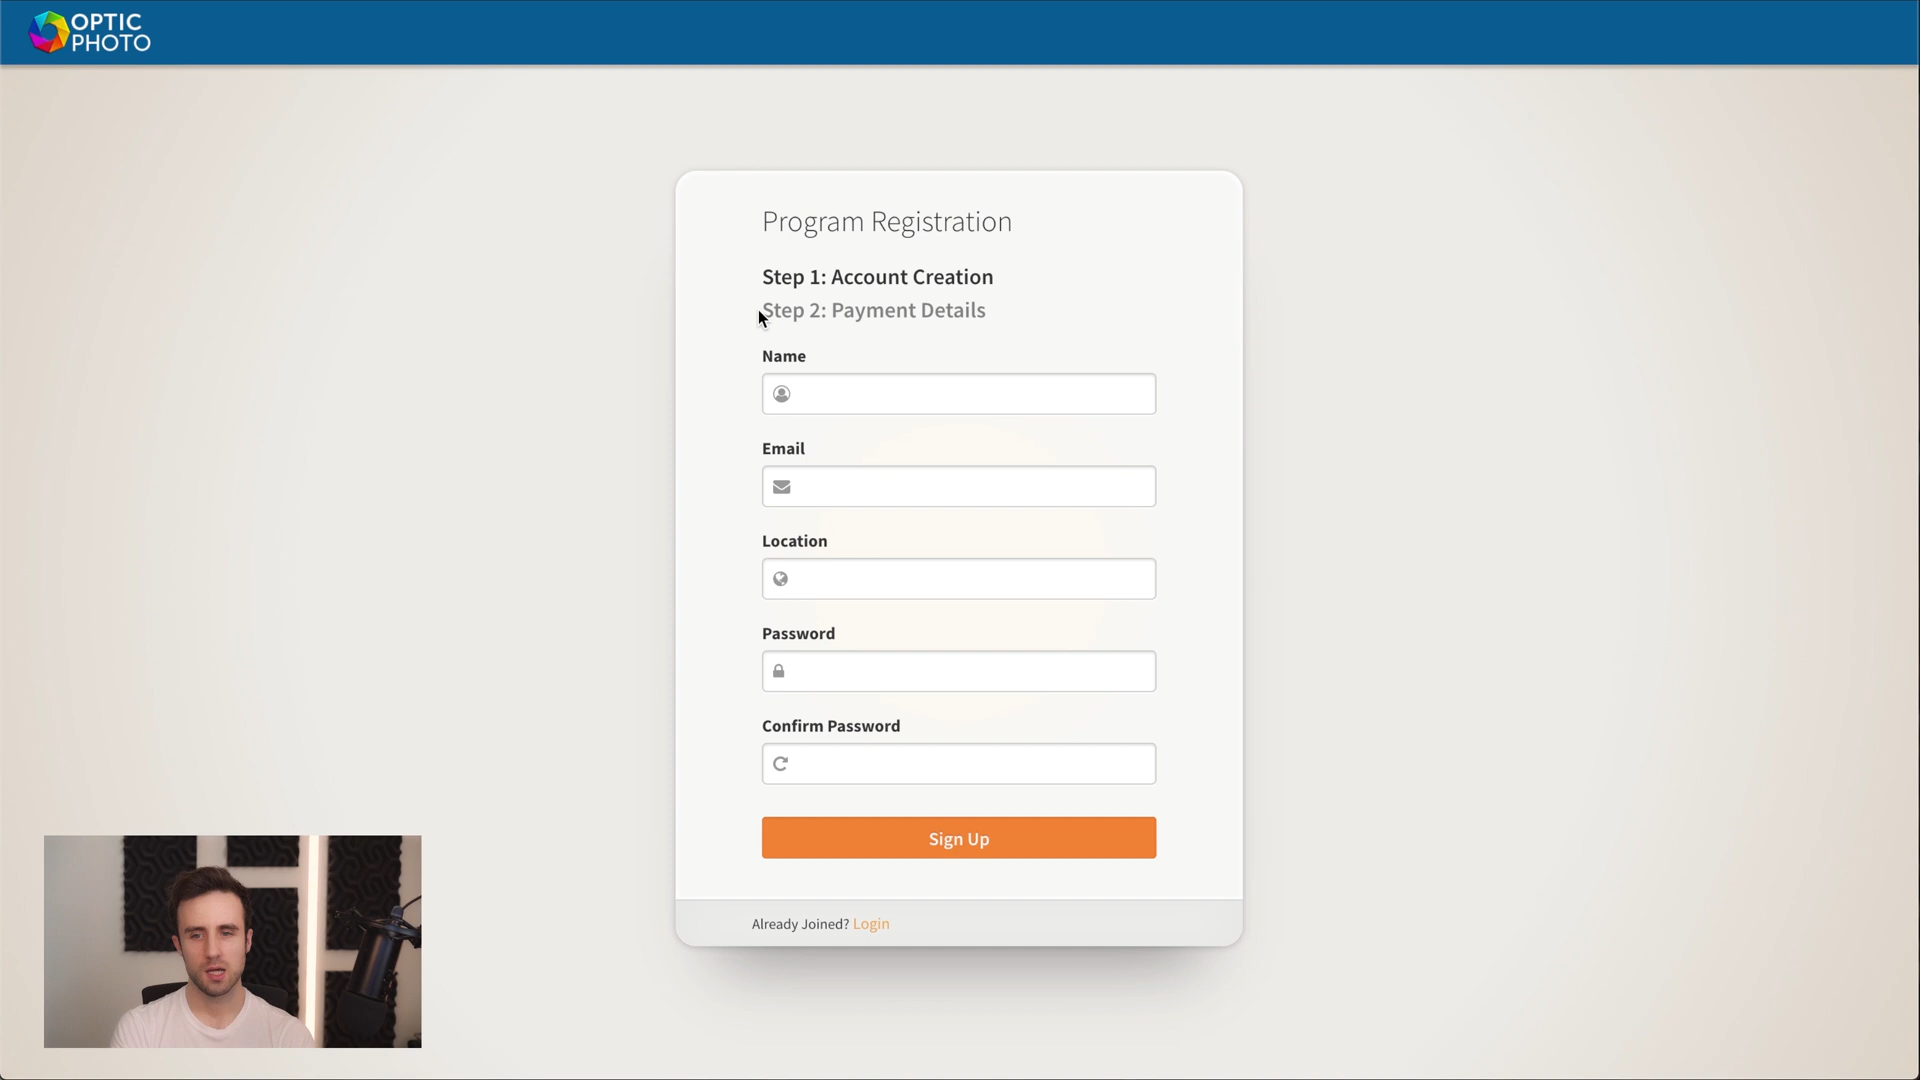 OPTIC
PHOTO
Program Registration
Step 1: Account Creation
Step 2: Payment Details
Name
Email
Location
Password
Confirm Password
Sign Up
Already Joined? Login